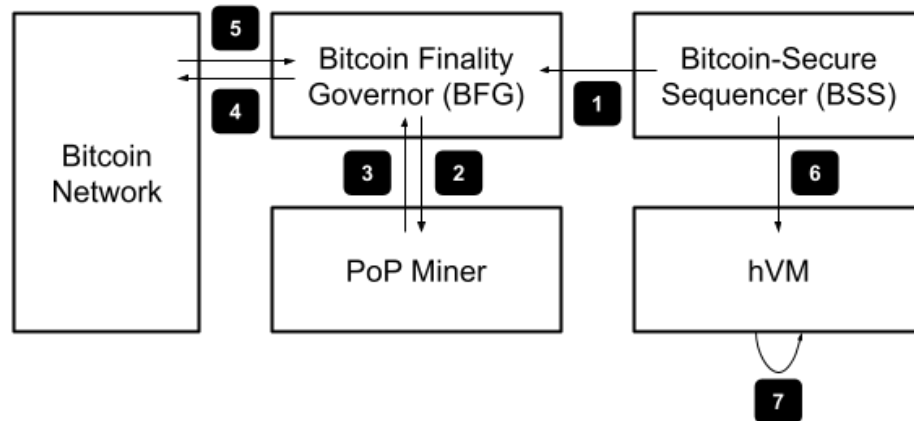 5
Bitcoin Finality
Governor (BFG)
Bitcoin-Secure
Sequencer (BSS)
1
4
Bitcoin
Network
3
2
6
PoP Miner
hVM
7